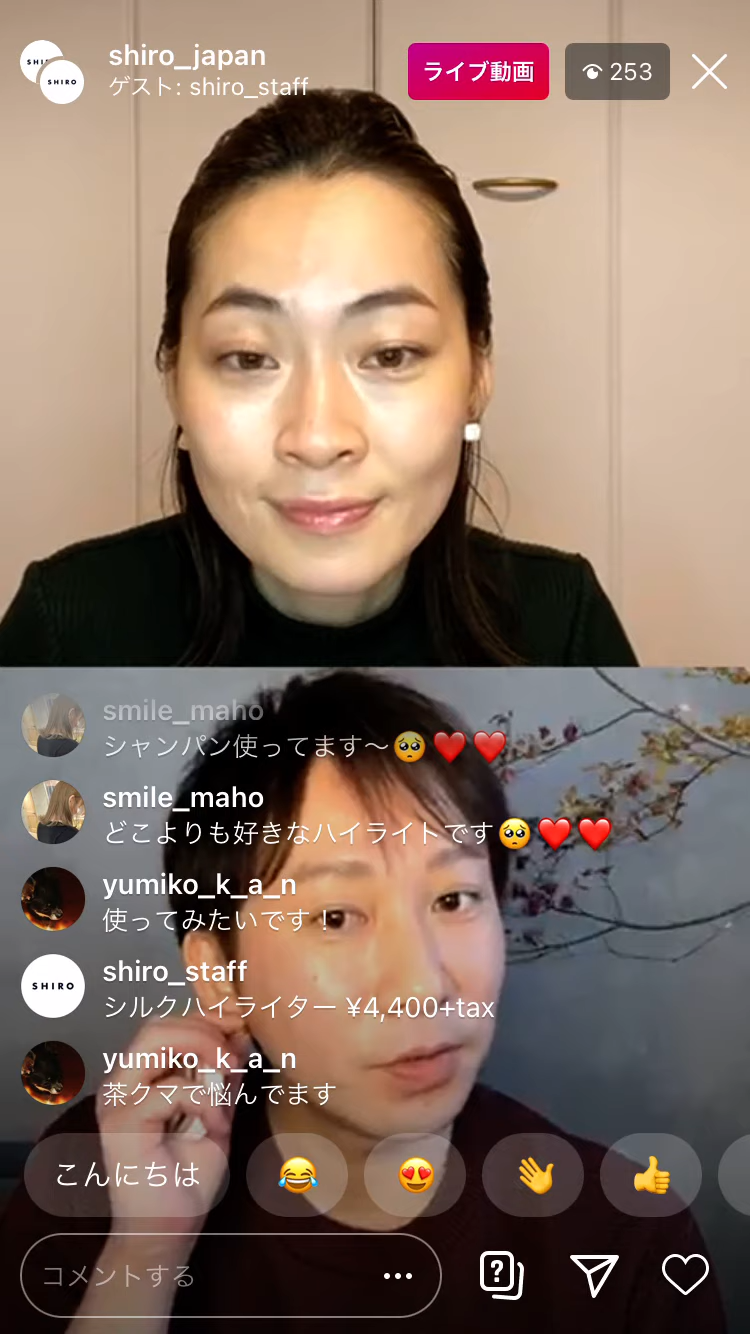 SHIRO
shiro_japan
ゲスト: shiro_staff
ライブ動画
253
smile_maho
シャンパン使ってます〜🥺❤️❤️
smile_maho
どこよりも好きなハイライトです🥺❤️❤️
yumiko_k_a_n
使ってみたいです！
SHIRO
shiro_staff
シルクハイライター ¥4,400+tax
yumiko_k_a_n
茶クマで悩んでます
こんにちは 😂 😍 👋 👍
コメントする